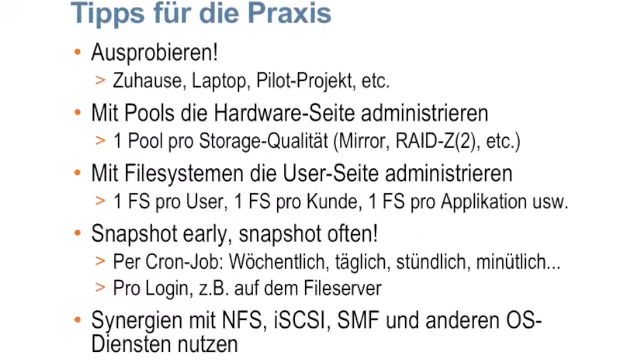 Tipps für die Praxis
• Ausprobieren!
> Zuhause, Laptop, Pilot-Projekt, etc.
• Mit Pools die Hardware-Seite administrieren
> 1 Pool pro Storage-Qualität (Mirror, RAID-Z(2), etc.)
• Mit Filesystemen die User-Seite administrieren
> 1 FS pro User, 1 FS pro Kunde, 1 FS pro Applikation usw.
• Snapshot early, snapshot often!
> Per Cron-Job: Wöchentlich, täglich, stündlich, minütlich...
> Pro Login, z.B. auf dem Fileserver
• Synergien mit NFS, iSCSI, SMF und anderen OS-
Diensten nutzen